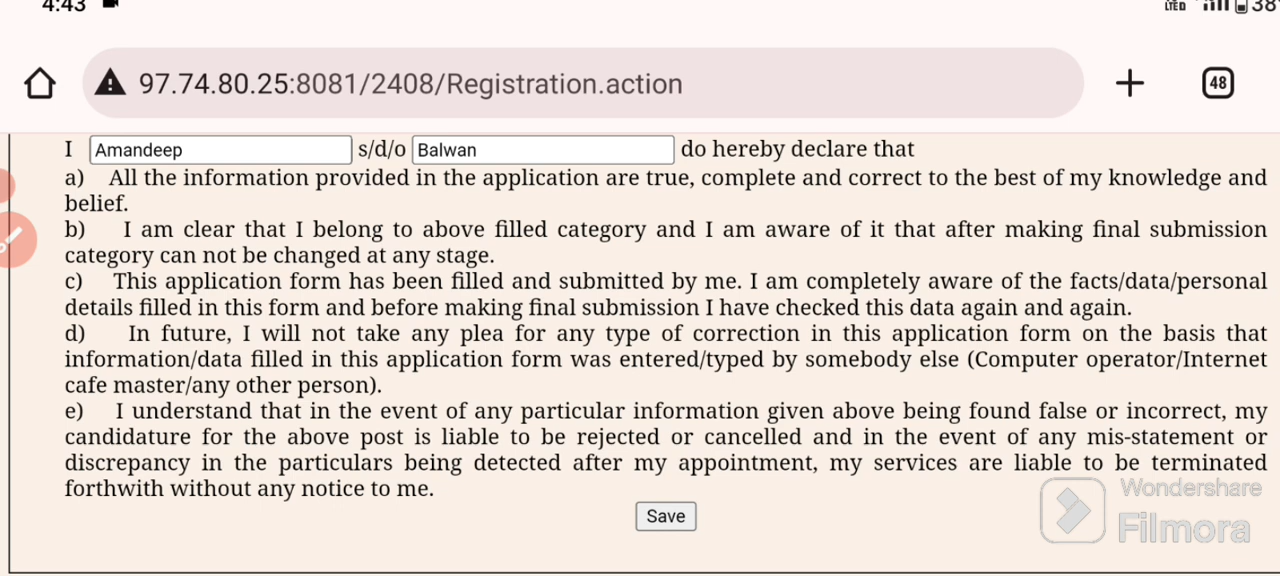 4:43
LTED 38
97.74.80.25:8081/2408/Registration.action
48
I Amandeep s/d/o Balwan do hereby declare that
a) All the information provided in the application are true, complete and correct to the best of my knowledge and
belief.
b) I am clear that I belong to above filled category and I am aware of it that after making final submission
category can not be changed at any stage.
c) This application form has been filled and submitted by me. I am completely aware of the facts/data/personal
details filled in this form and before making final submission I have checked this data again and again.
d) In future, I will not take any plea for any type of correction in this application form on the basis that
information/data filled in this application form was entered/typed by somebody else (Computer operator/Internet
cafe master/any other person).
e) I understand that in the event of any particular information given above being found false or incorrect, my
candidature for the above post is liable to be rejected or cancelled and in the event of any mis-statement or
discrepancy in the particulars being detected after my appointment, my services are liable to be terminated
forthwith without any notice to me.
Save
Wondershare
Filmora